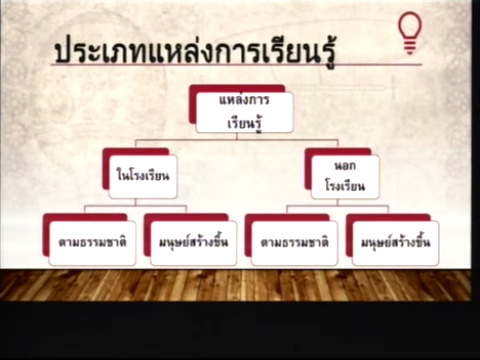 ประเภทแหล่งการเรียนรู้
แหล่งการ
เรียนรู้
ในโรงเรียน
นอก
โรงเรียน
ตามธรรมชาติ
มนุษย์สร้างขึ้น
ตามธรรมชาติ
มนุษย์สร้างขึ้น